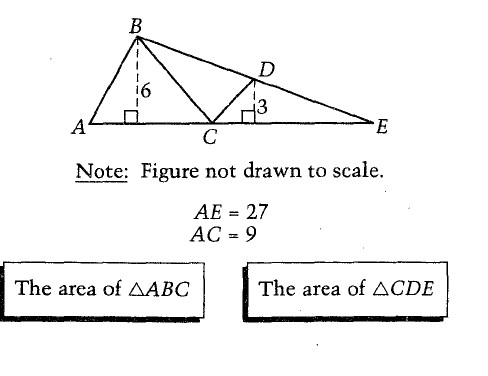 B
D
6
3
A
C
E
Note: Figure not drawn to scale.
AE = 27
AC = 9
The area of △ABC
The area of △CDE